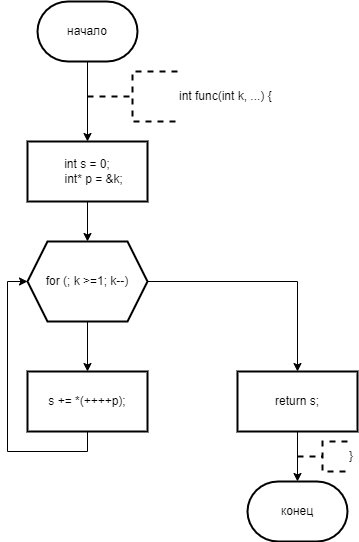 начало
int func(int k, ...) {
int s = 0;
int* p = &k;
for (; k >=1; k--)
s += *(++++p);
return s;
}
конец